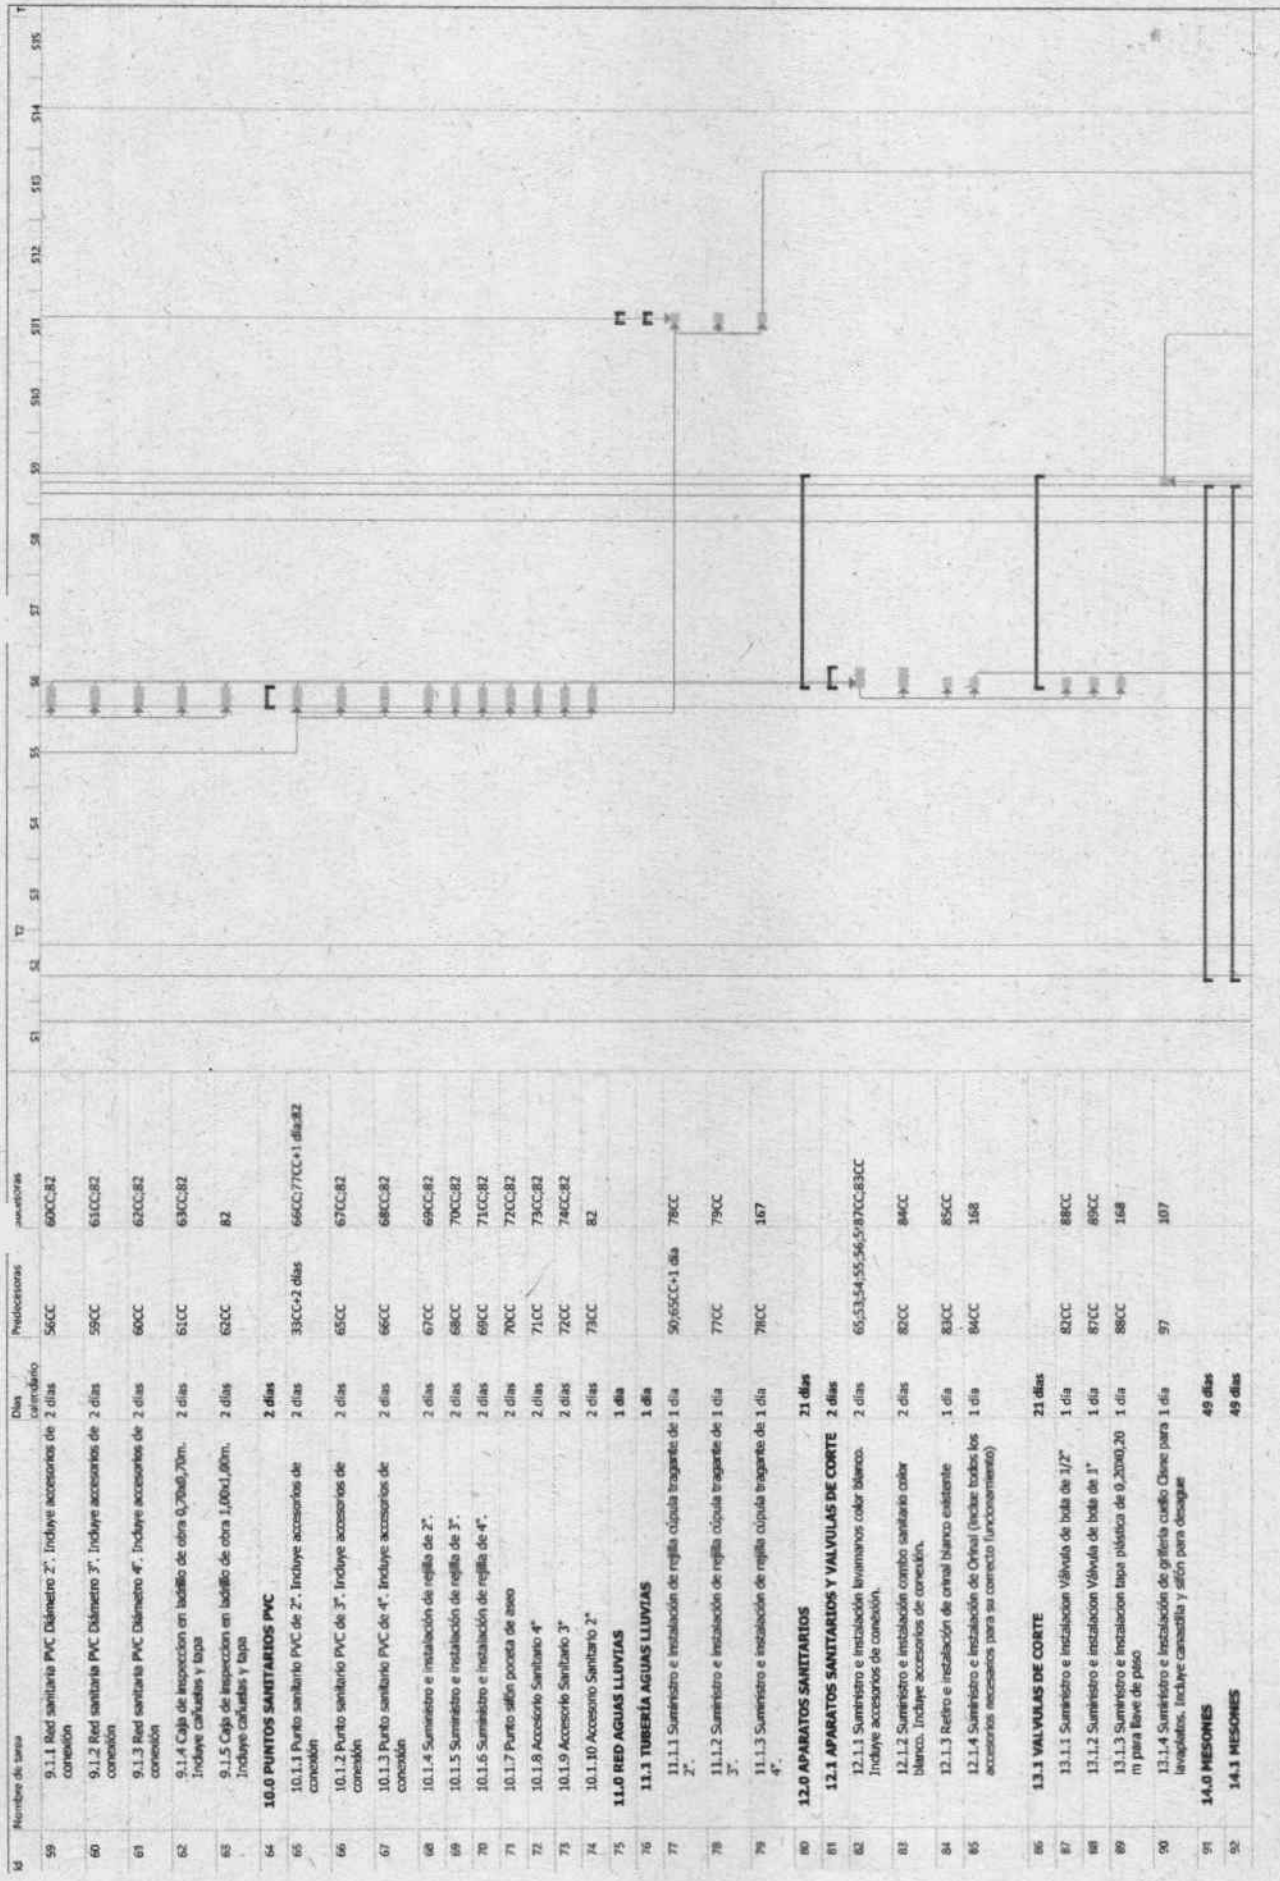 Id Nombre de tarea Días calendario Predecesoras S1 S2 T2 S3 S4 S5 S6 S7 S8 S9 S10 S11 S12 S13 S14 S15 T
59 9.1.1 Red sanitaria PVC Diámetro 2". Incluye accesorios de conexión 2 días 56CC 60CC;82
60 9.1.2 Red sanitaria PVC Diámetro 3". Incluye accesorios de conexión 2 días 59CC 61CC;82
61 9.1.3 Red sanitaria PVC Diámetro 4". Incluye accesorios de conexión 2 días 60CC 62CC;82
62 9.1.4 Caja de inspeccion en ladrillo de obra 0,70x0,70m. Incluye cañuelas y tapa 2 días 61CC 63CC;82
63 9.1.5 Caja de inspeccion en ladrillo de obra 1,00x1,00m. Incluye cañuelas y tapa 2 días 62CC 82
64 10.0 PUNTOS SANITARIOS PVC 2 días
65 10.1.1 Punto sanitario PVC de 2". Incluye accesorios de conexión 2 días 33CC+2 días 66CC;77CC+1 día;82
66 10.1.2 Punto sanitario PVC de 3". Incluye accesorios de conexión 2 días 65CC 67CC;82
67 10.1.3 Punto sanitario PVC de 4". Incluye accesorios de conexión 2 días 66CC 68CC;82
68 10.1.4 Suministro e instalación de rejilla de 2". 2 días 67CC 69CC;82
69 10.1.5 Suministro e instalación de rejilla de 3". 2 días 68CC 70CC;82
70 10.1.6 Suministro e instalación de rejilla de 4". 2 días 69CC 71CC;82
71 10.1.7 Punto sifón poceta de aseo 2 días 70CC 72CC;82
72 10.1.8 Accesorio Sanitario 4" 2 días 71CC 73CC;82
73 10.1.9 Accesorio Sanitario 3" 2 días 72CC 74CC;82
74 10.1.10 Accesorio Sanitario 2" 2 días 73CC 82
75 11.0 RED AGUAS LLUVIAS 1 día
76 11.1 TUBERÍA AGUAS LLUVIAS 1 día
77 11.1.1 Suministro e instalación de rejilla cúpula tragante de 2". 1 día 50;65CC+1 día 78CC
78 11.1.2 Suministro e instalación de rejilla cúpula tragante de 3". 1 día 77CC 79CC
79 11.1.3 Suministro e instalación de rejilla cúpula tragante de 4". 1 día 78CC 167
80 12.0 APARATOS SANITARIOS 21 días
81 12.1 APARATOS SANITARIOS Y VALVULAS DE CORTE 2 días
82 12.1.1 Suministro e instalación lavamanos color blanco. Incluye accesorios de conexión. 2 días 65;53;54;55;56;5 87CC;83CC
83 12.1.2 Suministro e instalación combo sanitario color blanco. Incluye accesorios de conexión. 2 días 82CC 84CC
84 12.1.3 Retiro e instalación de orinal blanco existente 1 día 83CC 85CC
85 12.1.4 Suministro e instalación de Orinal (Incluye todos los accesorios necesarios para su correcto funcionamiento) 1 día 84CC 168
86 13.1 VALVULAS DE CORTE 21 días
87 13.1.1 Suministro e instalacion Válvula de bola de 1/2" 1 día 82CC 88CC
88 13.1.2 Suministro e instalacion Válvula de bola de 1" 1 día 87CC 89CC
89 13.1.3 Suministro e instalacion tapa plástica de 0,20X0,20 m para llave de paso 1 día 88CC 168
90 13.1.4 Suministro e instalación de grifería cuello Cisne para lavaplatos. Incluye canastilla y sifón para desague 1 día 97 107
91 14.0 MESONES 49 días
92 14.1 MESONES 49 días